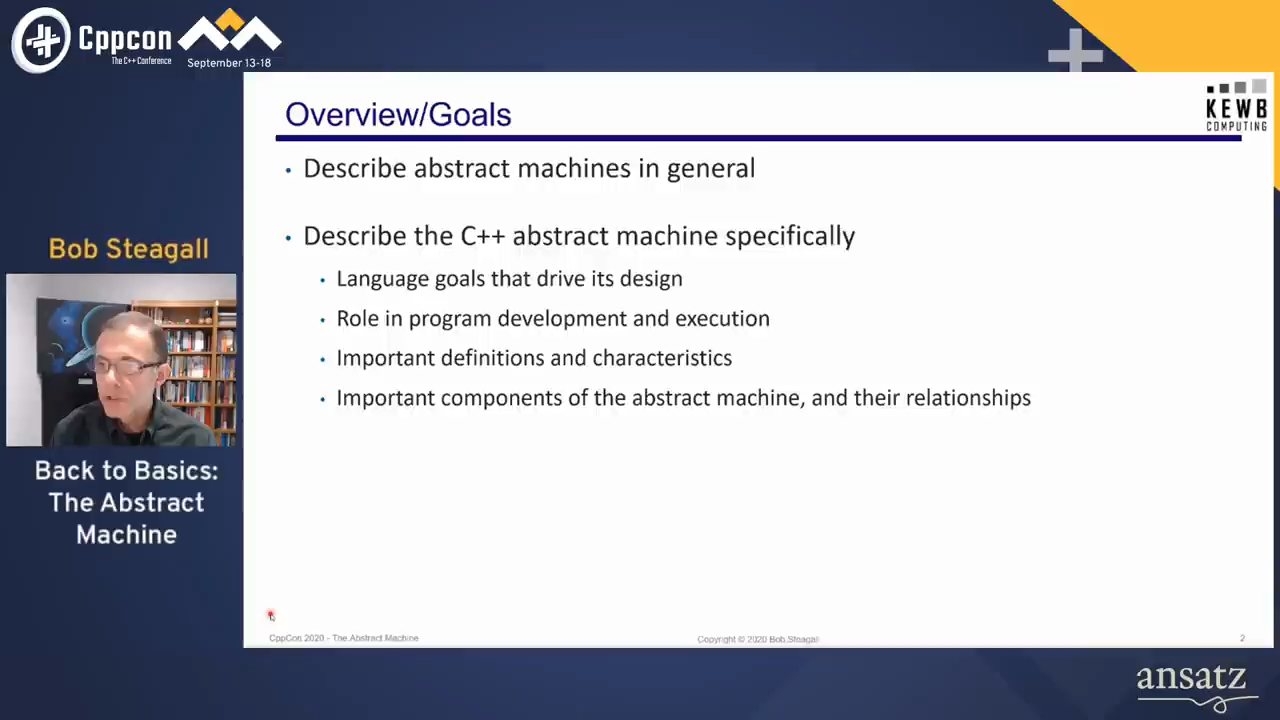 Cppcon
The C++ Conference
September 13-18
KEWB
COMPUTING
Overview/Goals
• Describe abstract machines in general
• Describe the C++ abstract machine specifically
• Language goals that drive its design
• Role in program development and execution
• Important definitions and characteristics
• Important components of the abstract machine, and their relationships
Bob Steagall
Back to Basics:
The Abstract
Machine
CppCon 2020 - The Abstract Machine
Copyright © 2020 Bob Steagall
2
ansatz